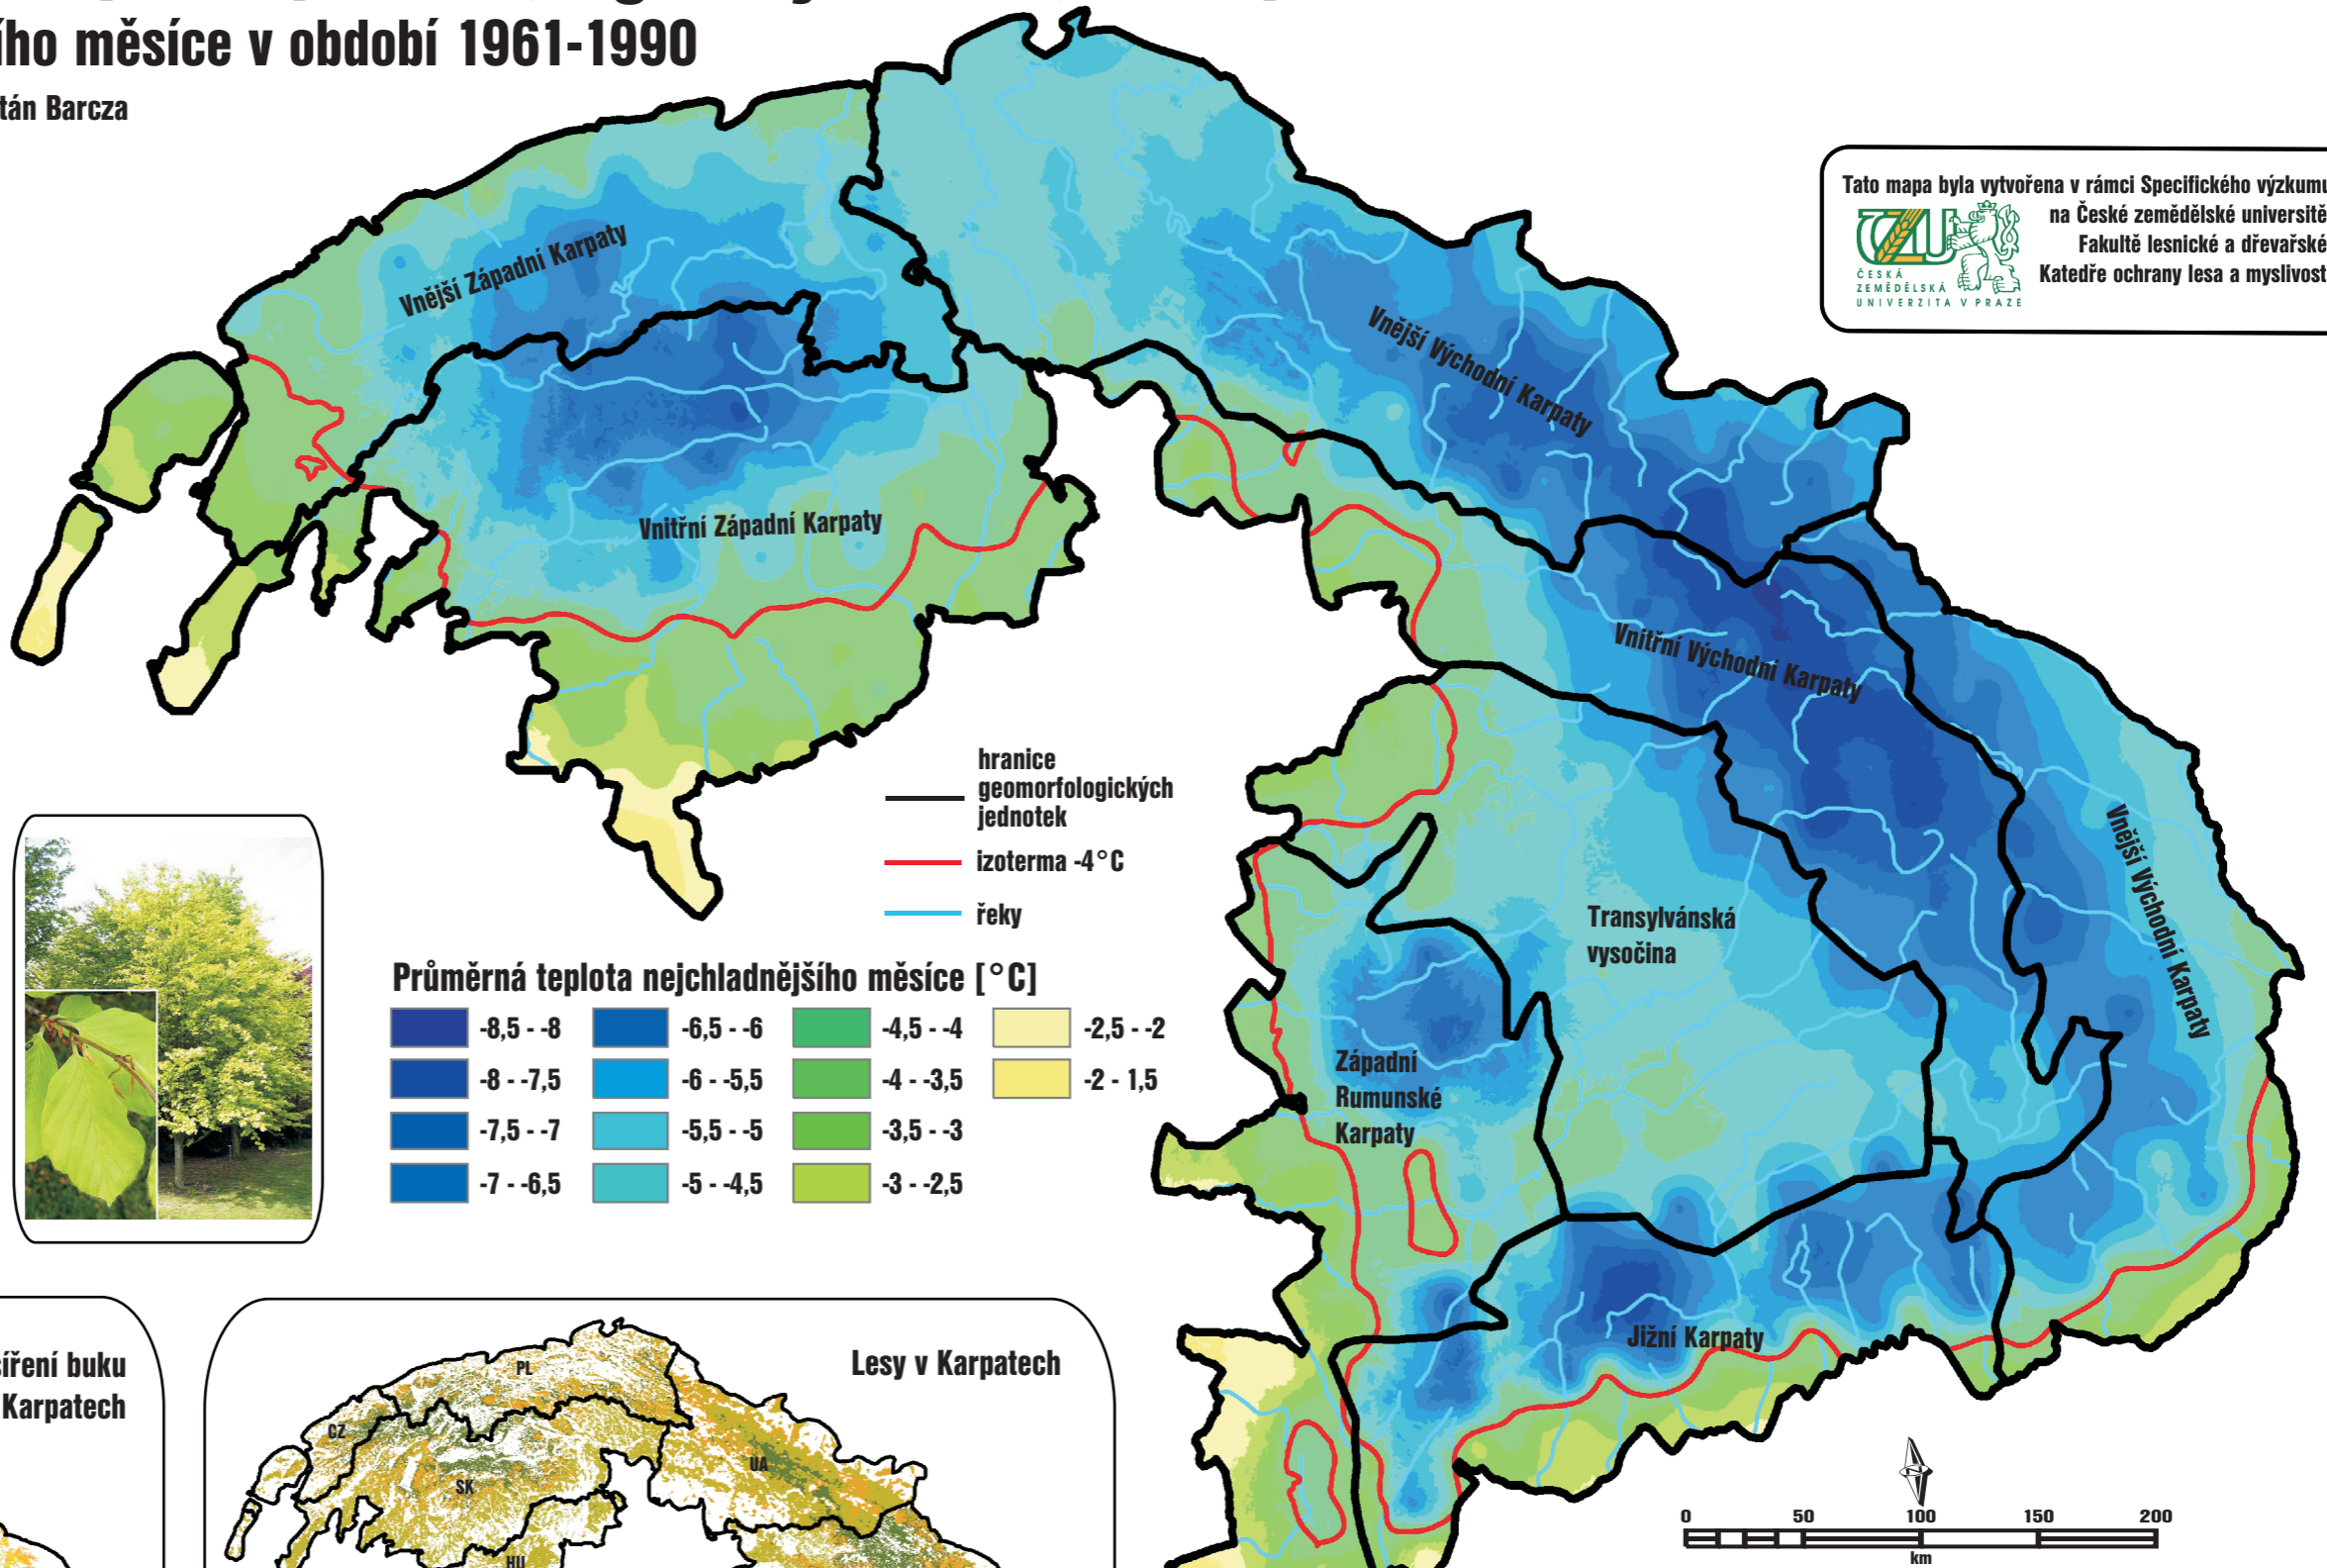 ího měsíce v období 1961-1990
tán Barcza
Tato mapa byla vytvořena v rámci Specifického výzkumu
na České zemědělské universitě
Fakultě lesnické a dřevařské
Katedře ochrany lesa a myslivost
ČZU
ČESKÁ
ZEMĚDĚLSKÁ
UNIVERZITA V PRAZE
Vnější Západní Karpaty
Vnější Východní Karpaty
Vnitřní Západní Karpaty
Vnitřní Východní Karpaty
Vnější Východní Karpaty
Transylvánská
vysočina
Západní
Rumunské
Karpaty
Jižní Karpaty
hranice
geomorfologických
jednotek
izoterma -4°C
řeky
Průměrná teplota nejchladnějšího měsíce [°C]
-8,5 - -8
-8 - -7,5
-7,5 - -7
-7 - -6,5
-6,5 - -6
-6 - -5,5
-5,5 - -5
-5 - -4,5
-4,5 - -4
-4 - -3,5
-3,5 - -3
-3 - -2,5
-2,5 - -2
-2 - 1,5
íření buku
Karpatech
Lesy v Karpatech
PL
CZ
SK
UA
HU
0 50 100 150 200
km